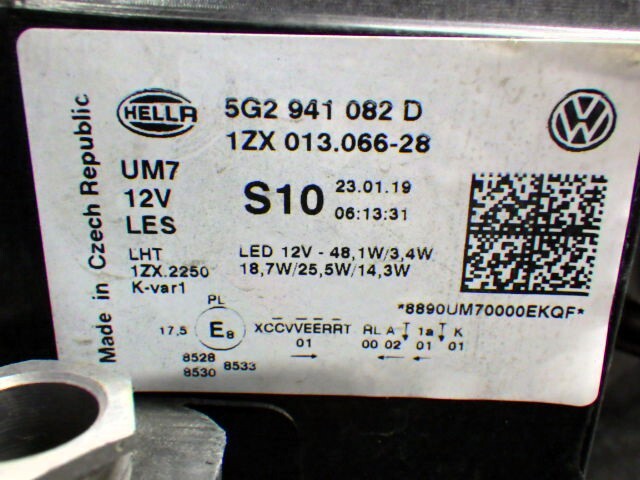 Made in Czech Republic
HELLA
5G2 941 082 D
1ZX 013.066-28
UM7
12V
LES
S10
23.01.19
06:13:31
LHT
1ZX.2250
K-var1
LED 12V - 48,1W/3,4W
18,7W/25,5W/14,3W
*8890UM70000EKQF*
PL
17,5 E8 XCCVVEERRT RL A 1a K
01 00 02 01 01
8528
8530 8533
VW